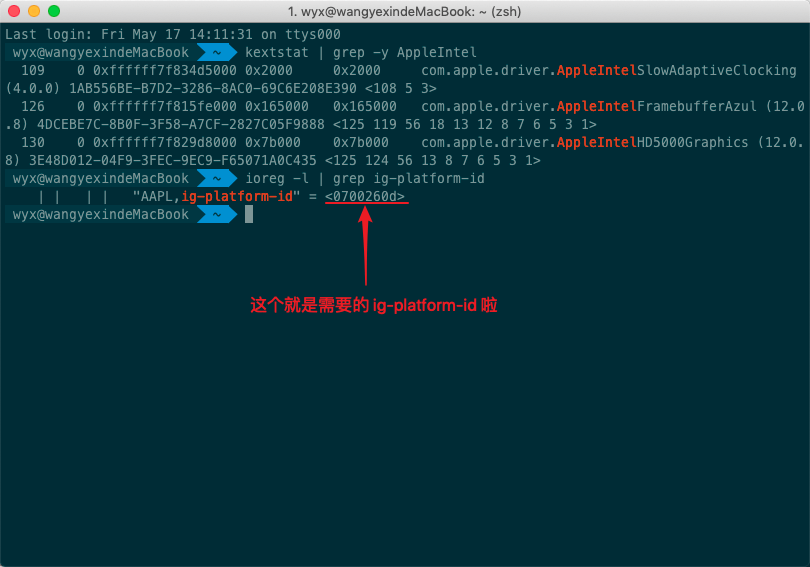 1. wyx@wangyexindeMacBook: ~ (zsh)
Last login: Fri May 17 14:11:31 on ttys000
wyx@wangyexindeMacBook ~ kextstat | grep -y AppleIntel
109 0 0xffffff7f834d5000 0x2000 0x2000 com.apple.driver.AppleIntelSlowAdaptiveClocking
(4.0.0) 1AB556BE-B7D2-3286-8AC0-69C6E208E390 <108 5 3>
126 0 0xffffff7f815fe000 0x165000 0x165000 com.apple.driver.AppleIntelFramebufferAzul (12.0
.8) 4DCEBE7C-8B0F-3F58-A7CF-2827C05F9888 <125 119 56 18 13 12 8 7 6 5 3 1>
130 0 0xffffff7f829d8000 0x7b000 0x7b000 com.apple.driver.AppleIntelHD5000Graphics (12.0.
8) 3E48D012-04F9-3FEC-9EC9-F65071A0C435 <125 124 56 13 8 7 6 5 3 1>
wyx@wangyexindeMacBook ~ ioreg -l | grep ig-platform-id
| | | | "AAPL,ig-platform-id" = <0700260d>
wyx@wangyexindeMacBook ~
这个就是需要的 ig-platform-id 啦